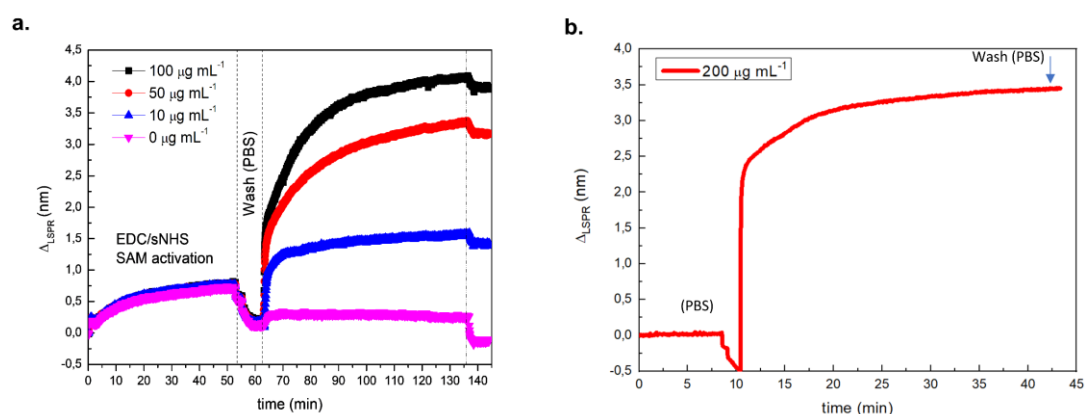 a.
4,5
4,0
3,5
3,0
2,5
2,0
1,5
1,0
0,5
0,0
-0,5
Δ_LSPR (nm)
100 μg mL⁻¹
50 μg mL⁻¹
10 μg mL⁻¹
0 μg mL⁻¹
EDC/sNHS
SAM activation
Wash (PBS)
0 10 20 30 40 50 60 70 80 90 100 110 120 130 140
time (min)
b.
4,0
3,5
3,0
2,5
2,0
1,5
1,0
0,5
0,0
-0,5
Δ_LSPR (nm)
200 μg mL⁻¹
Wash (PBS)
(PBS)
0 5 10 15 20 25 30 35 40 45
time (min)